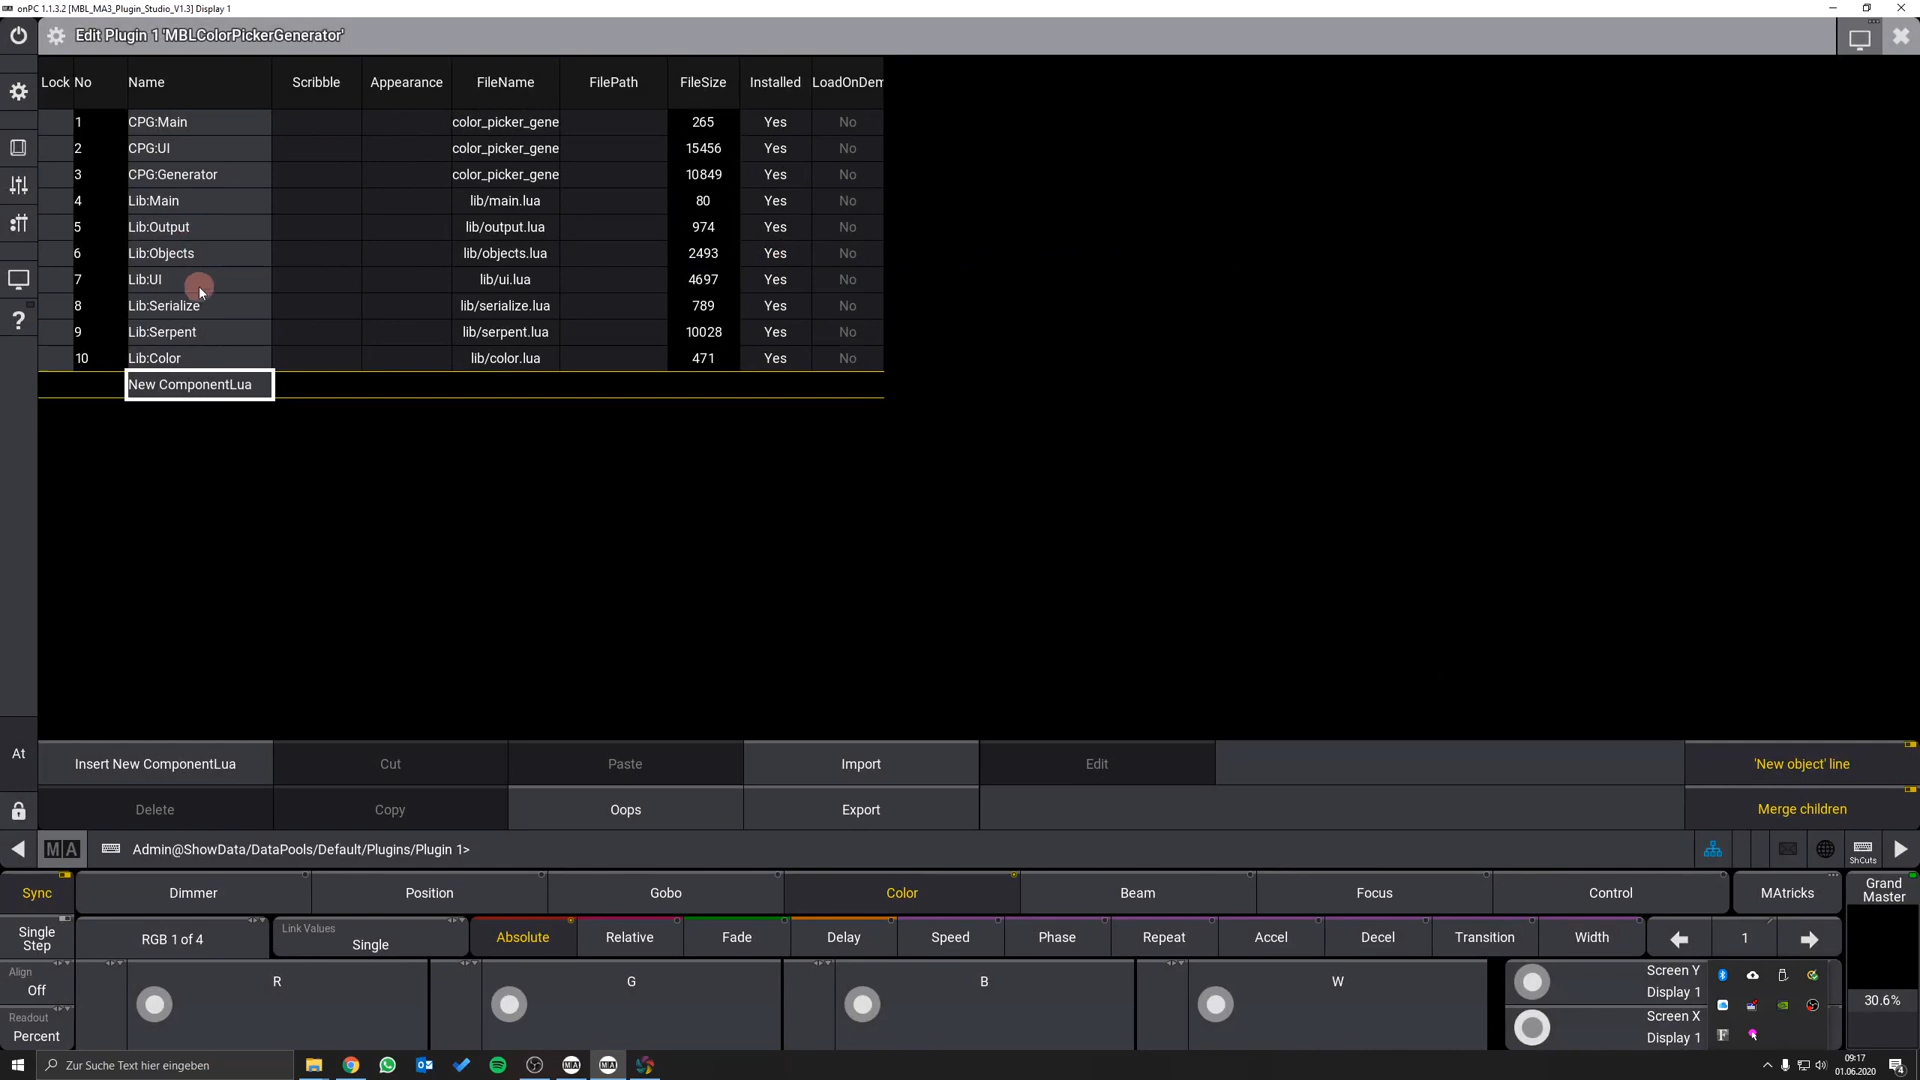 onPC 1.1.3.2 [MBL_MA3_Plugin_Studio_V1.3] Display 1
Edit Plugin 1 'MBLColorPickerGenerator'
Lock No Name Scribble Appearance FileName FilePath FileSize Installed LoadOnDem
1 CPG:Main color_picker_gene 265 Yes No
2 CPG:UI color_picker_gene 15456 Yes No
3 CPG:Generator color_picker_gene 10849 Yes No
4 Lib:Main lib/main.lua 80 Yes No
5 Lib:Output lib/output.lua 974 Yes No
6 Lib:Objects lib/objects.lua 2493 Yes No
7 Lib:UI lib/ui.lua 4697 Yes No
8 Lib:Serialize lib/serialize.lua 789 Yes No
9 Lib:Serpent lib/serpent.lua 10028 Yes No
10 Lib:Color lib/color.lua 471 Yes No
New ComponentLua
At
Insert New ComponentLua Cut Paste Import Edit 'New object' line
Delete Copy Oops Export Merge children
MA Admin@ShowData/DataPools/Default/Plugins/Plugin 1> ShCuts
Sync Dimmer Position Gobo Color Beam Focus Control MAtricks Grand Master
Single Step RGB 1 of 4 Link Values Single Absolute Relative Fade Delay Speed Phase Repeat Accel Decel Transition Width 1
Align Off R G B W Screen Y Display 1
30.6%
Readout Percent Screen X Display 1
Zur Suche Text hier eingeben
09:17
01.06.2020
4